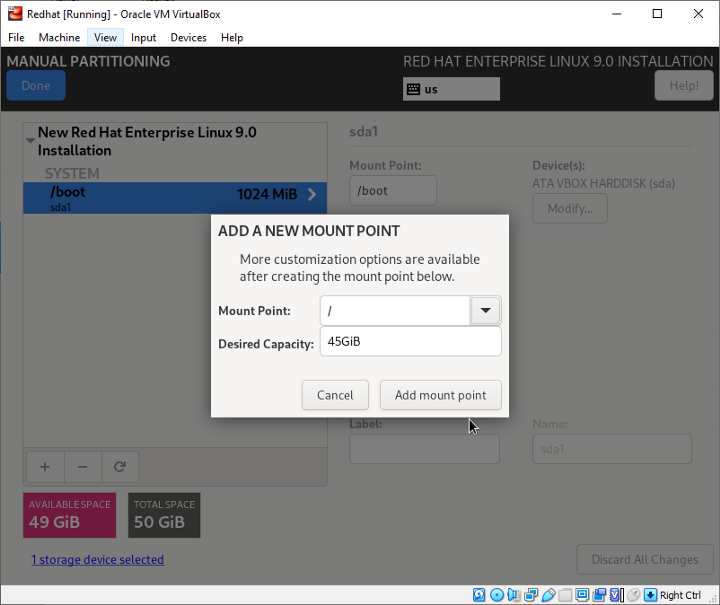 Redhat [Running] - Oracle VM VirtualBox
File Machine View Input Devices Help
MANUAL PARTITIONING
RED HAT ENTERPRISE LINUX 9.0 INSTALLATION
Done
us
Help!
New Red Hat Enterprise Linux 9.0
Installation
SYSTEM
/boot
1024 MiB
sda1
sda1
Mount Point:
/boot
Device(s):
ATA VBOX HARDDISK (sda)
Modify...
ADD A NEW MOUNT POINT
More customization options are available
after creating the mount point below.
Mount Point:
/
Desired Capacity:
45GiB
Cancel
Add mount point
Label:
Name:
sda1
AVAILABLE SPACE
49 GiB
TOTAL SPACE
50 GiB
1 storage device selected
Discard All Changes
Right Ctrl